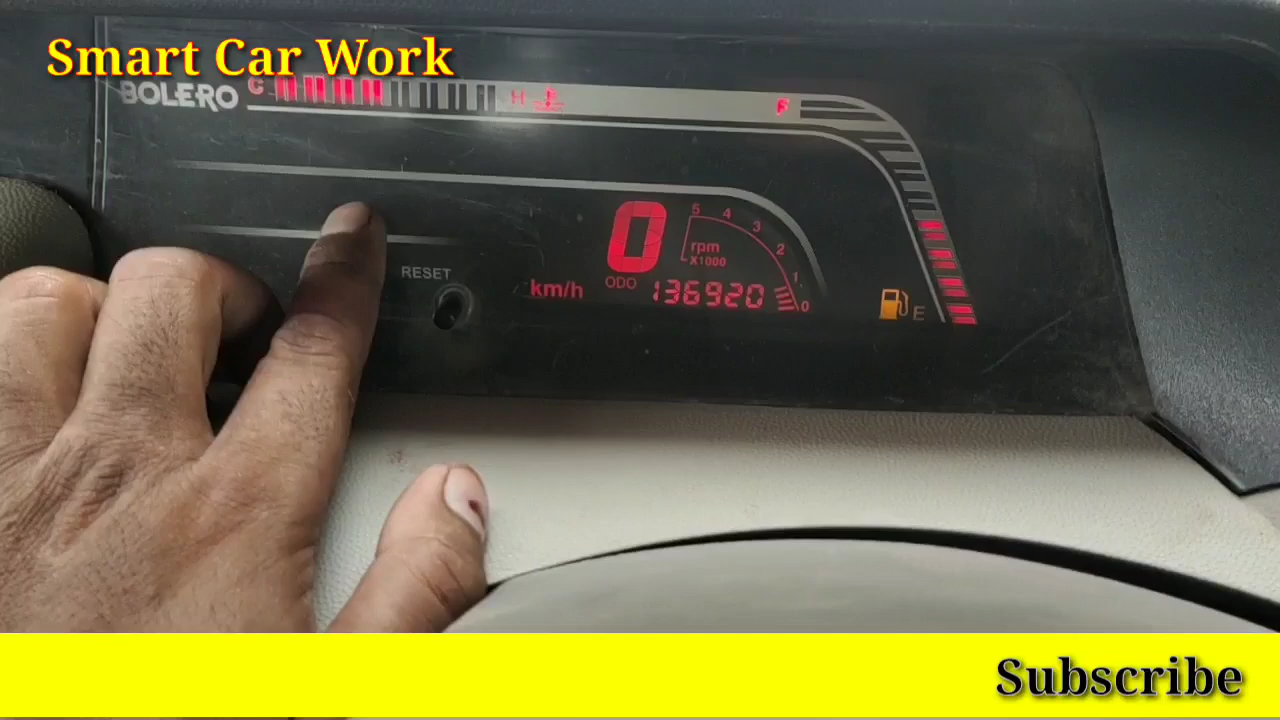 Smart Car Work
BOLERO
C
H
F
RESET
0
km/h
ODO
136920
5
4
3
2
1
0
rpm
X1000
E
Subscribe